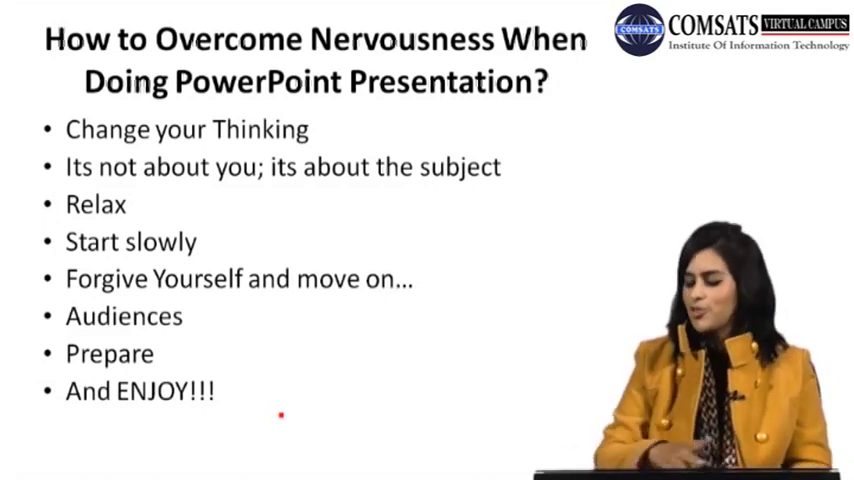 How to Overcome Nervousness When
Doing PowerPoint Presentation?
COMSATS
COMSATS VIRTUAL CAMPUS
Institute Of Information Technology
• Change your Thinking
• Its not about you; its about the subject
• Relax
• Start slowly
• Forgive Yourself and move on...
• Audiences
• Prepare
• And ENJOY!!!